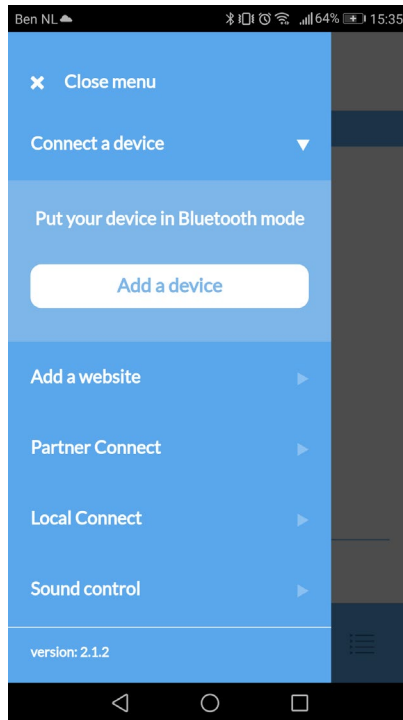 Ben NL 64% 15:35
Close menu
Connect a device
Put your device in Bluetooth mode
Add a device
Add a website
Partner Connect
Local Connect
Sound control
version: 2.1.2